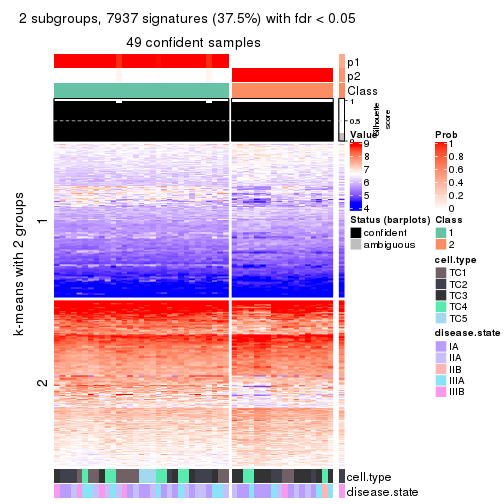 2 subgroups, 7937 signatures (37.5%) with fdr < 0.05
49 confident samples
p1
p2
Class
1
0.5
0
Silhouette
score
k-means with 2 groups
1
2
cell.type
disease.state
Value
9
8
7
6
5
4
Status (barplots)
confident
ambiguous
Prob
1
0.8
0.6
0.4
0.2
0
Class
1
2
cell.type
TC1
TC2
TC3
TC4
TC5
disease.state
IA
IIA
IIB
IIIA
IIIB